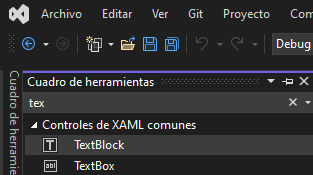 Archivo Editar Ver Git Proyecto
Debug
Cuadro de herramientas
Cuadro de herramientas
tex
Controles de XAML comunes
T TextBlock
abl TextBox